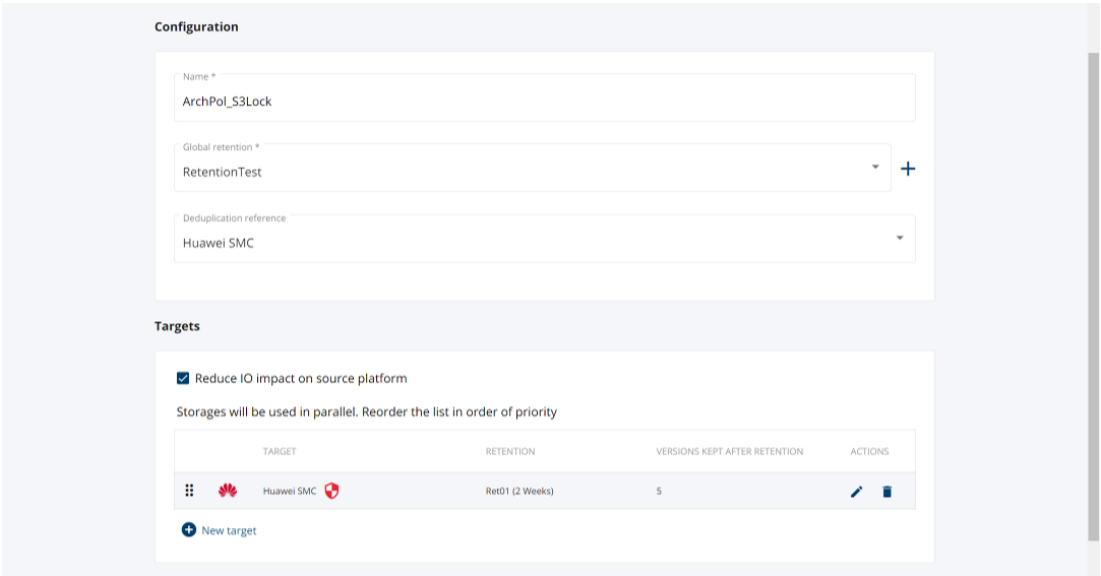 Configuration
Name *
ArchPol_S3Lock
Global retention *
RetentionTest
Deduplication reference
Huawei SMC
Targets
Reduce IO impact on source platform
Storages will be used in parallel. Reorder the list in order of priority
TARGET RETENTION VERSIONS KEPT AFTER RETENTION ACTIONS
Huawei SMC Ret01 (2 Weeks) 5
New target